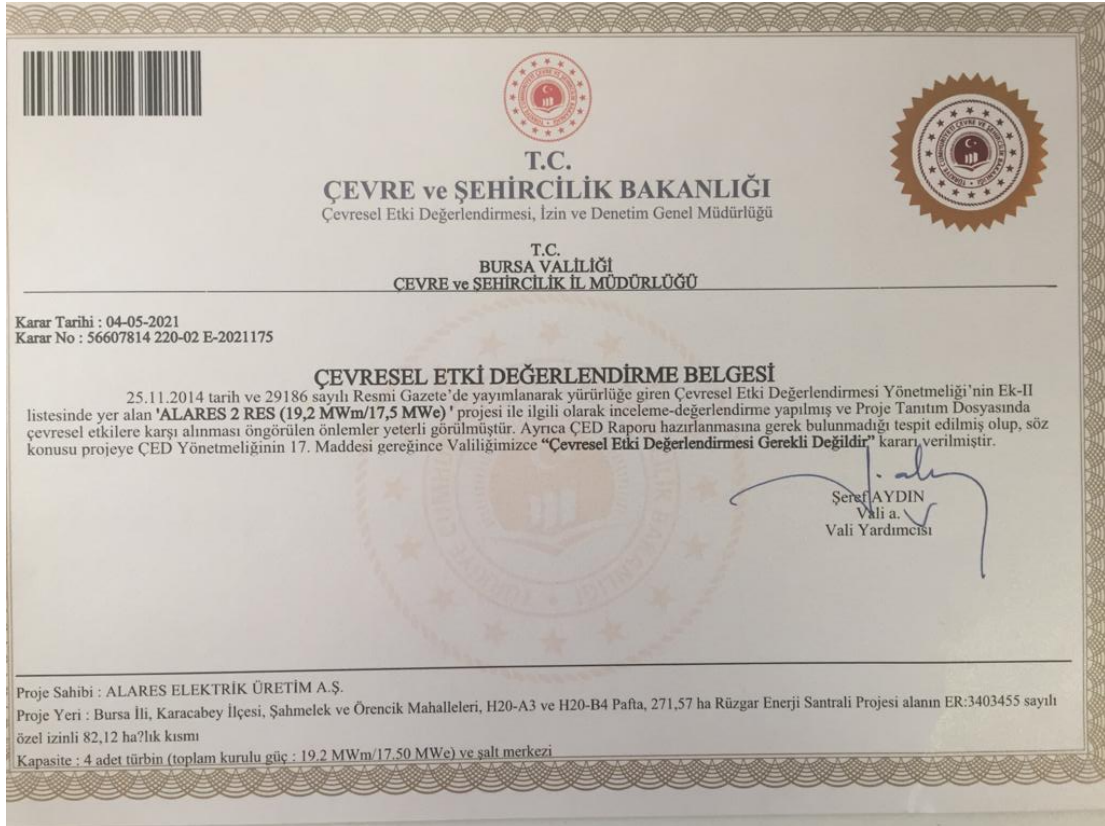 T.C.
ÇEVRE ve ŞEHİRCİLİK BAKANLIĞI
Çevresel Etki Değerlendirmesi, İzin ve Denetim Genel Müdürlüğü
T.C.
BURSA VALİLİĞİ
ÇEVRE ve ŞEHİRCİLİK İL MÜDÜRLÜĞÜ
Karar Tarihi : 04-05-2021
Karar No : 56607814 220-02 E-2021175
ÇEVRESEL ETKİ DEĞERLENDİRME BELGESİ
25.11.2014 tarih ve 29186 sayılı Resmi Gazete’de yayımlanarak yürürlüğe giren Çevresel Etki Değerlendirmesi Yönetmeliği’nin Ek-II
listesinde yer alan 'ALARES 2 RES (19,2 MWm/17,5 MWe) ' projesi ile ilgili olarak inceleme-değerlendirme yapılmış ve Proje Tanıtım Dosyasında
çevresel etkilere karşı alınması öngörülen önlemler yeterli görülmüştür. Ayrıca ÇED Raporu hazırlanmasına gerek bulunmadığı tespit edilmiş olup, söz
konusu projeye ÇED Yönetmeliğinin 17. Maddesi gereğince Valiliğimizce “Çevresel Etki Değerlendirmesi Gerekli Değildir” kararı verilmiştir.
Şeref AYDIN
Vali a.
Vali Yardımcısı
Proje Sahibi : ALARES ELEKTRİK ÜRETİM A.Ş.
Proje Yeri : Bursa İli, Karacabey İlçesi, Şahmelek ve Örencik Mahalleleri, H20-A3 ve H20-B4 Pafta, 271,57 ha Rüzgar Enerji Santrali Projesi alanın ER:3403455 sayılı
özel izinli 82,12 ha?lık kısmı
Kapasite : 4 adet türbin (toplam kurulu güç : 19.2 MWm/17.50 MWe) ve şalt merkezi